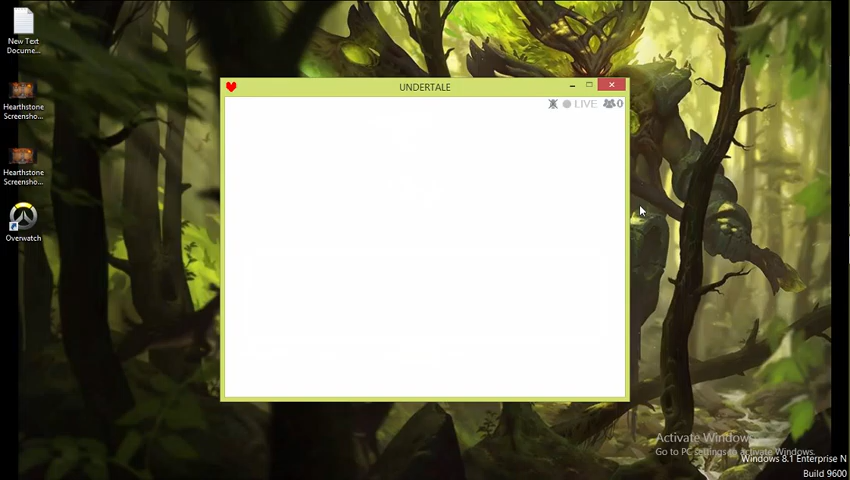 New Text
Docume...
Hearthstone
Screensho...
Hearthstone
Screensho...
Overwatch
UNDERTALE
LIVE
0
Activate Windows
Go to PC settings to activate Windows.
Windows 8.1 Enterprise N
Build 9600